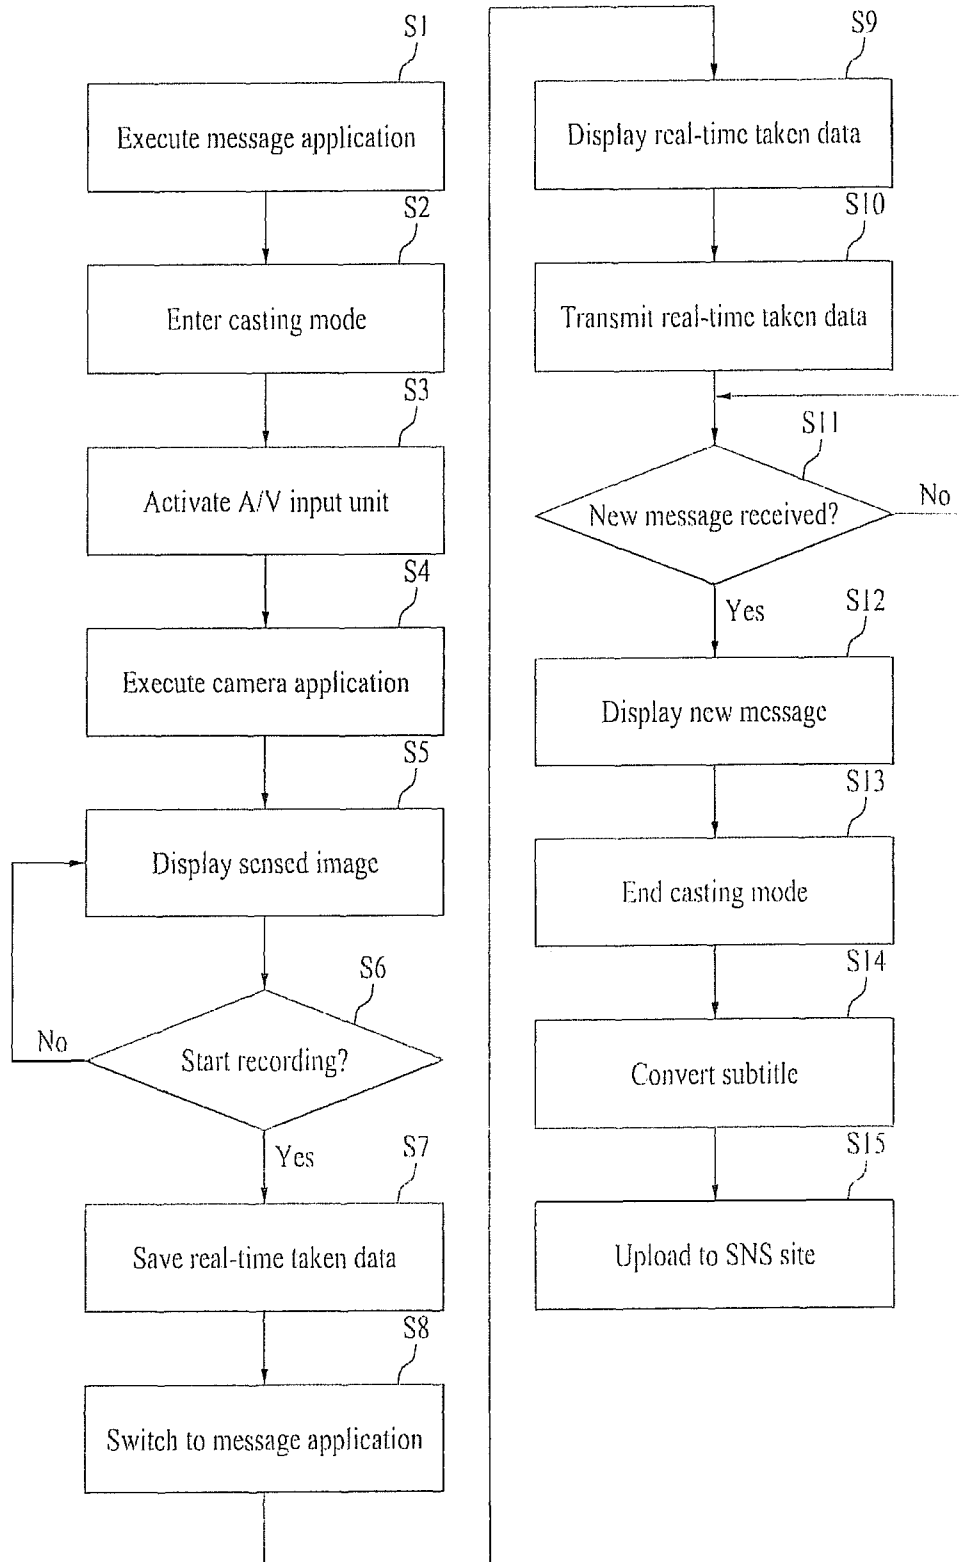 S1
Execute message application
S2
Enter casting mode
S3
Activate A/V input unit
S4
Execute camera application
S5
Display sensed image
S6
Start recording?
No
Yes
S7
Save real-time taken data
S8
Switch to message application
S9
Display real-time taken data
S10
Transmit real-time taken data
S11
New message received?
No
Yes
S12
Display new message
S13
End casting mode
S14
Convert subtitle
S15
Upload to SNS site